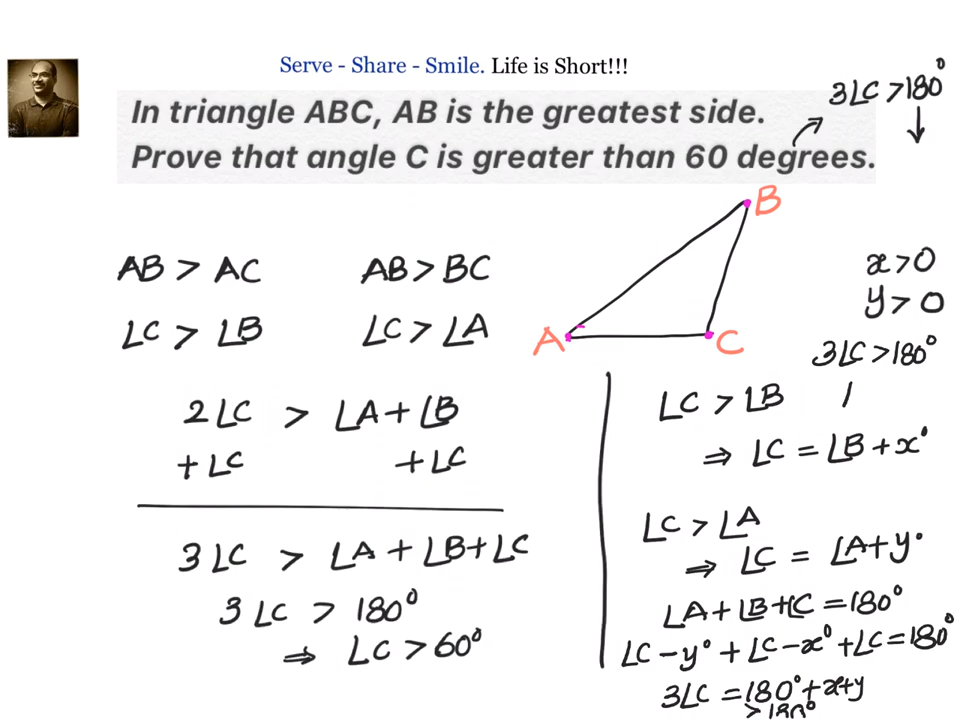 Serve - Share - Smile. Life is Short!!!
In triangle ABC, AB is the greatest side.
Prove that angle C is greater than 60 degrees.
3∠C > 180°
B
A
C
AB > AC
AB > BC
∠C > ∠B
∠C > ∠A
2∠C > ∠A + ∠B
+ ∠C + ∠C
3∠C > ∠A + ∠B + ∠C
3∠C > 180°
⇒ ∠C > 60°
x > 0
y > 0
3∠C > 180°
∠C > ∠B
⇒ ∠C = ∠B + x°
∠C > ∠A
⇒ ∠C = ∠A + y°
∠A + ∠B + ∠C = 180°
∠C - y° + ∠C - x° + ∠C = 180°
3∠C = 180° + x + y
> 180°